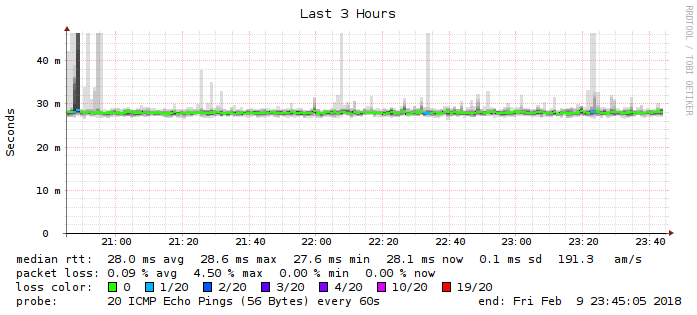 Last 3 Hours
RRDTOOL / TOBI OETIKER
Seconds
40 m
30 m
20 m
10 m
0
21:00 21:20 21:40 22:00 22:20 22:40 23:00 23:20 23:40
median rtt: 28.0 ms avg 28.6 ms max 27.6 ms min 28.1 ms now 0.1 ms sd 191.3 am/s
packet loss: 0.09 % avg 4.50 % max 0.00 % min 0.00 % now
loss color: 0 1/20 2/20 3/20 4/20 10/20 19/20
probe: 20 ICMP Echo Pings (56 Bytes) every 60s end: Fri Feb 9 23:45:05 2018